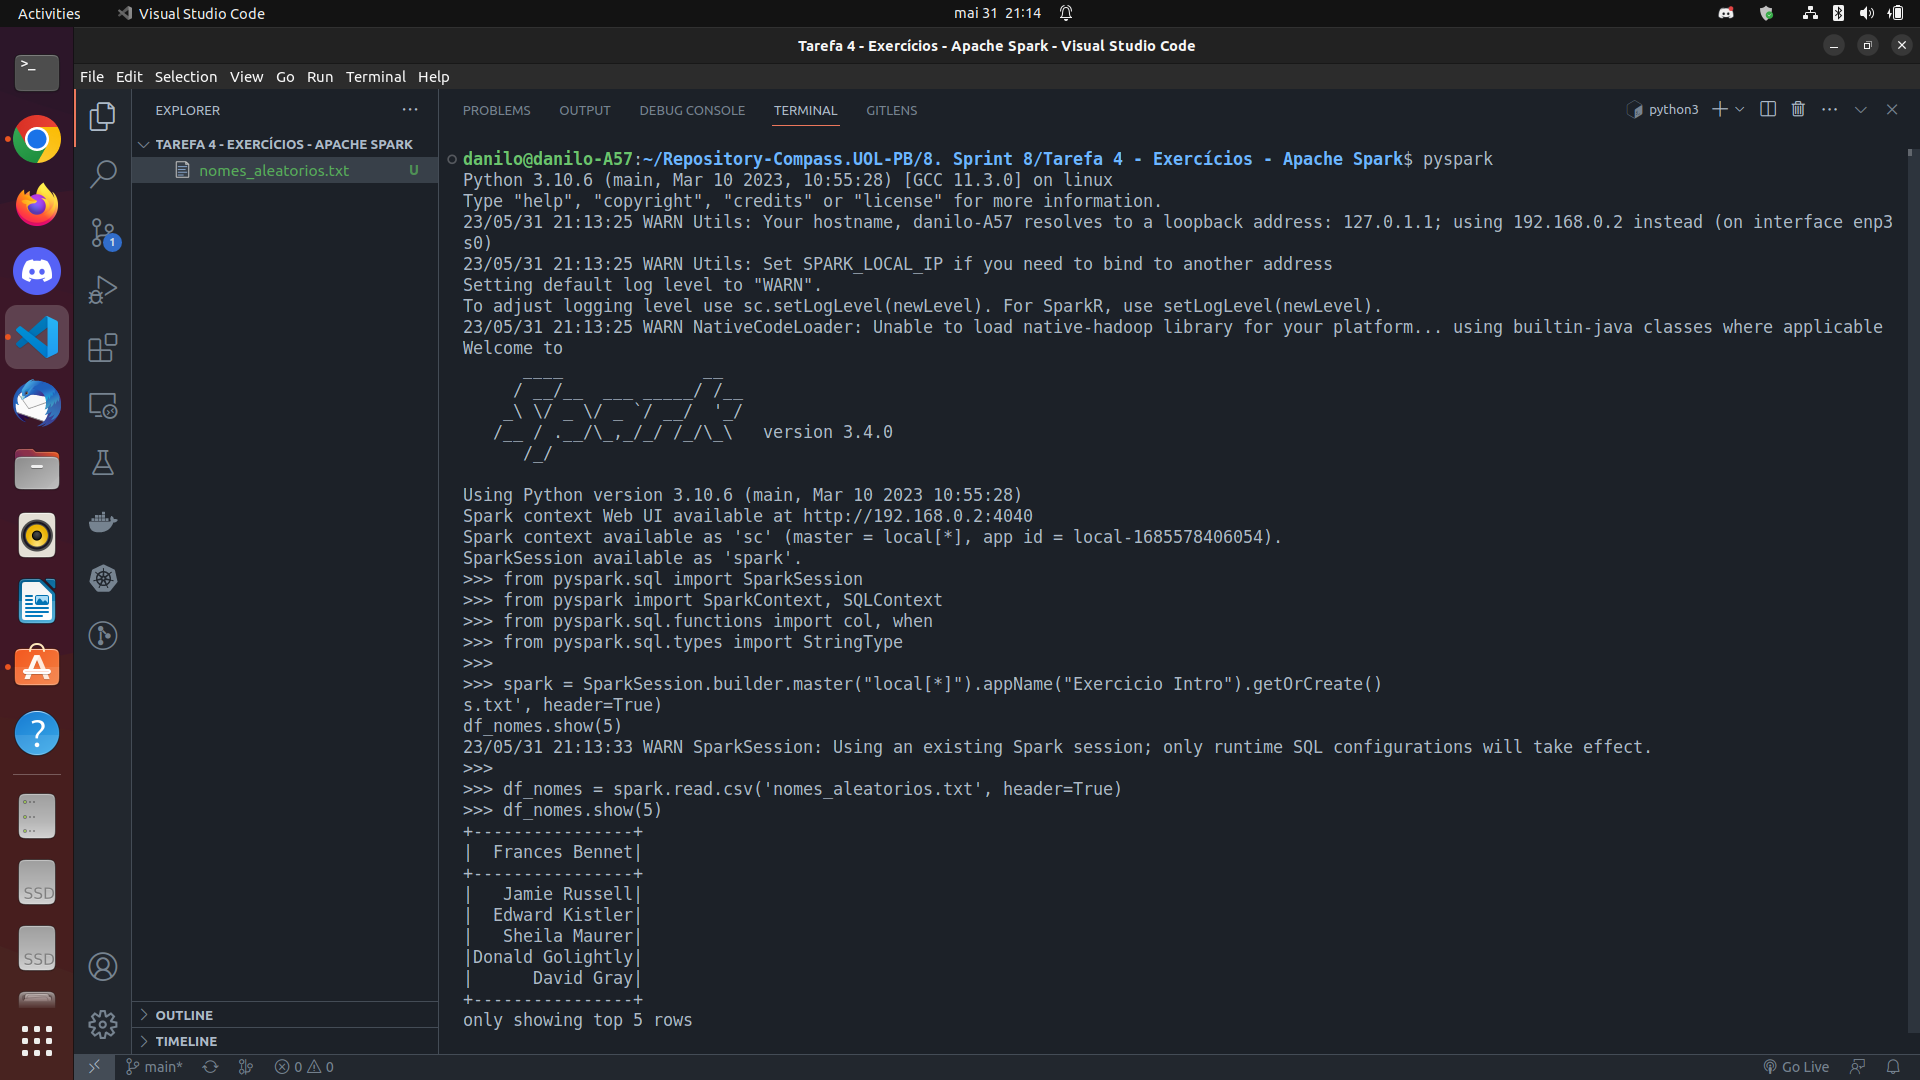 Activities
Visual Studio Code
mai 31 21:14
Tarefa 4 - Exercícios - Apache Spark - Visual Studio Code
File Edit Selection View Go Run Terminal Help
EXPLORER
TAREFA 4 - EXERCÍCIOS - APACHE SPARK
nomes_aleatorios.txt U
1
SSD
SSD
OUTLINE
TIMELINE
PROBLEMS OUTPUT DEBUG CONSOLE TERMINAL GITLENS
python3
danilo@danilo-A57:~/Repository-Compass.UOL-PB/8. Sprint 8/Tarefa 4 - Exercícios - Apache Spark$ pyspark
Python 3.10.6 (main, Mar 10 2023, 10:55:28) [GCC 11.3.0] on linux
Type "help", "copyright", "credits" or "license" for more information.
23/05/31 21:13:25 WARN Utils: Your hostname, danilo-A57 resolves to a loopback address: 127.0.1.1; using 192.168.0.2 instead (on interface enp3
s0)
23/05/31 21:13:25 WARN Utils: Set SPARK_LOCAL_IP if you need to bind to another address
Setting default log level to "WARN".
To adjust logging level use sc.setLogLevel(newLevel). For SparkR, use setLogLevel(newLevel).
23/05/31 21:13:25 WARN NativeCodeLoader: Unable to load native-hadoop library for your platform... using builtin-java classes where applicable
Welcome to
      ____              __
     / __/__  ___ _____/ /__
    _\ \/ _ \/ _ `/ __/  '_/
   /__ / .__/\_,_/_/ /_/\_\   version 3.4.0
      /_/
Using Python version 3.10.6 (main, Mar 10 2023 10:55:28)
Spark context Web UI available at http://192.168.0.2:4040
Spark context available as 'sc' (master = local[*], app id = local-1685578406054).
SparkSession available as 'spark'.
>>> from pyspark.sql import SparkSession
>>> from pyspark import SparkContext, SQLContext
>>> from pyspark.sql.functions import col, when
>>> from pyspark.sql.types import StringType
>>>
>>> spark = SparkSession.builder.master("local[*]").appName("Exercicio Intro").getOrCreate()
s.txt', header=True)
df_nomes.show(5)
23/05/31 21:13:33 WARN SparkSession: Using an existing Spark session; only runtime SQL configurations will take effect.
>>>
>>> df_nomes = spark.read.csv('nomes_aleatorios.txt', header=True)
>>> df_nomes.show(5)
+----------------+
|  Frances Bennet|
+----------------+
|   Jamie Russell|
|  Edward Kistler|
|   Sheila Maurer|
|Donald Golightly|
|      David Gray|
+----------------+
only showing top 5 rows
main* 0 0
Go Live